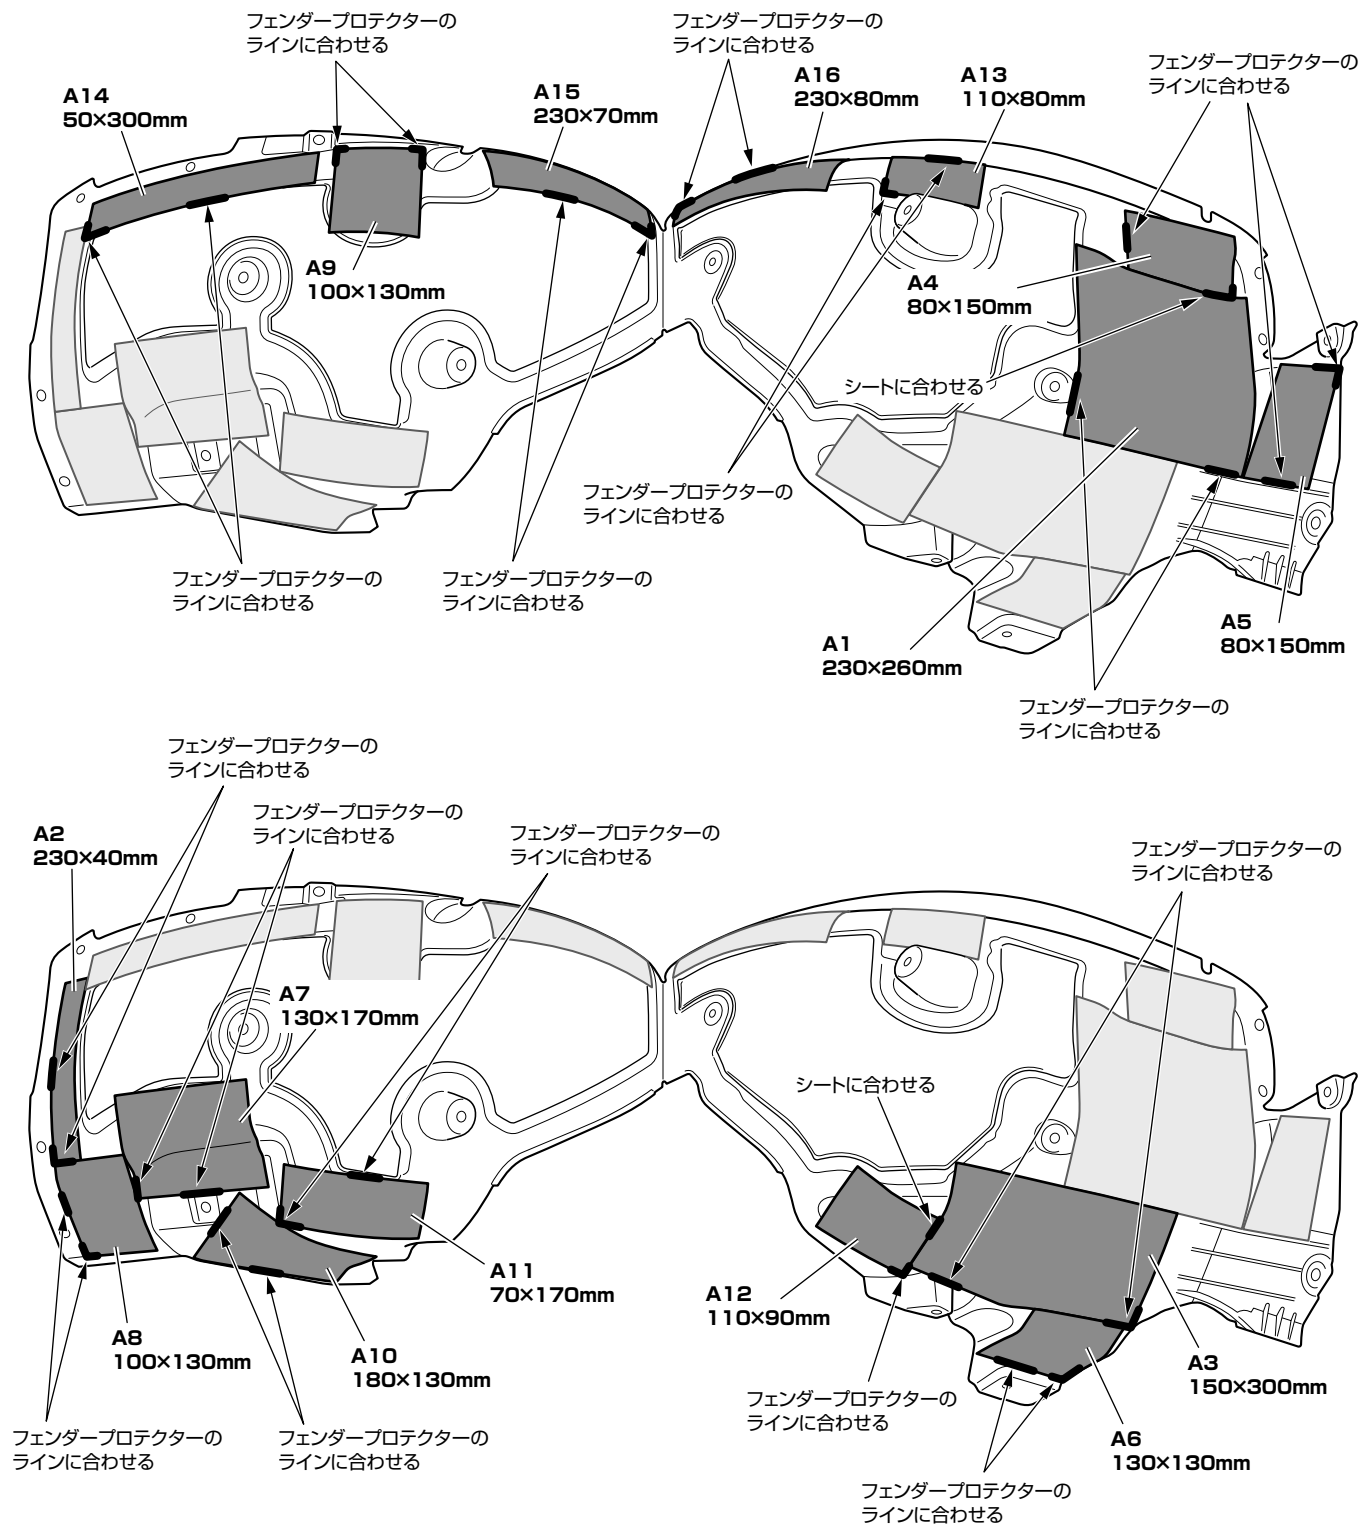 フェンダープロテクターの
ラインに合わせる
フェンダープロテクターの
ラインに合わせる
フェンダープロテクターの
ラインに合わせる
A14
50×300mm
A15
230×70mm
A16
230×80mm
A13
110×80mm
A9
100×130mm
A4
80×150mm
シートに合わせる
フェンダープロテクターの
ラインに合わせる
フェンダープロテクターの
ラインに合わせる
フェンダープロテクターの
ラインに合わせる
A1
230×260mm
A5
80×150mm
フェンダープロテクターの
ラインに合わせる
フェンダープロテクターの
ラインに合わせる
フェンダープロテクターの
ラインに合わせる
フェンダープロテクターの
ラインに合わせる
フェンダープロテクターの
ラインに合わせる
A2
230×40mm
A7
130×170mm
シートに合わせる
A11
70×170mm
A12
110×90mm
A8
100×130mm
A10
180×130mm
A3
150×300mm
フェンダープロテクターの
ラインに合わせる
フェンダープロテクターの
ラインに合わせる
フェンダープロテクターの
ラインに合わせる
A6
130×130mm
フェンダープロテクターの
ラインに合わせる